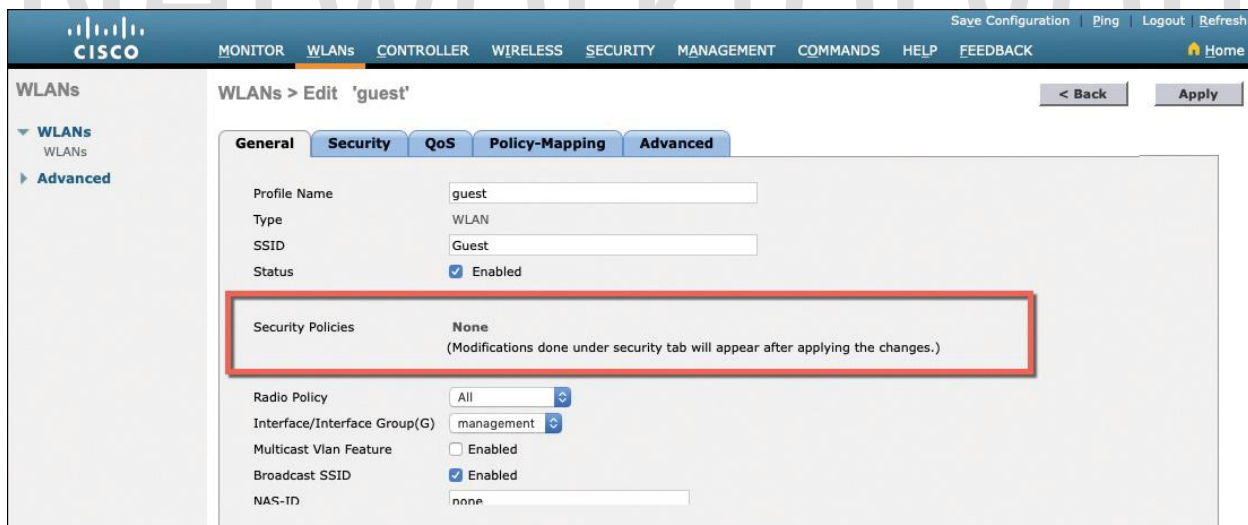 Save Configuration | Ping | Logout | Refresh
CISCO
MONITOR WLANs CONTROLLER WIRELESS SECURITY MANAGEMENT COMMANDS HELP FEEDBACK
Home
WLANs
WLANs > Edit 'guest'
< Back
Apply
WLANs
WLANs
Advanced
General Security QoS Policy-Mapping Advanced
Profile Name guest
Type WLAN
SSID Guest
Status Enabled
Security Policies None
(Modifications done under security tab will appear after applying the changes.)
Radio Policy All
Interface/Interface Group(G) management
Multicast Vlan Feature Enabled
Broadcast SSID Enabled
NAS-ID none